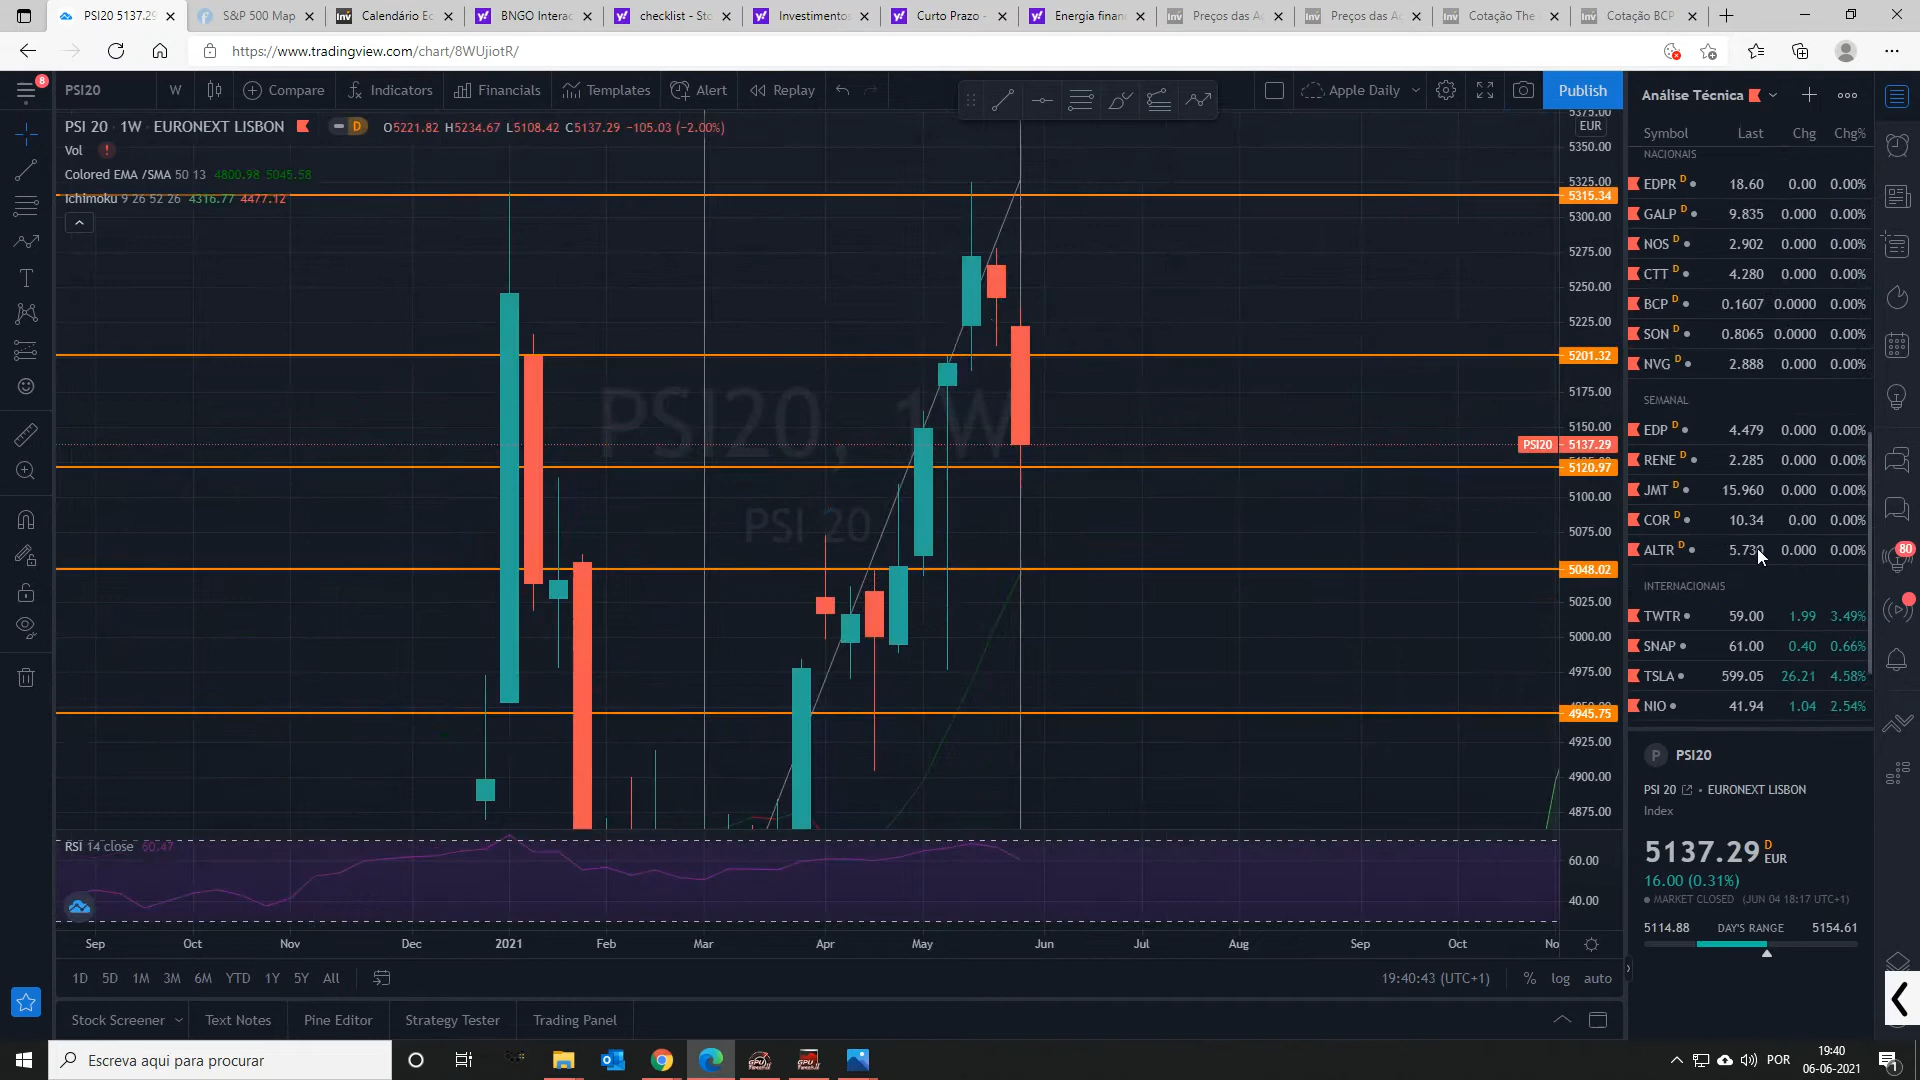 PSI20 5137.29
S&P 500 Map
Calendário Ec
BNGO Interac
checklist - Sto
Investimentos
Curto Prazo -
Energia finan
Preços das Ac
Preços das Ac
Cotação The
Cotação BCP
https://www.tradingview.com/chart/8WUjiotR/
8
PSI20
W
Compare
Indicators
Financials
Templates
Alert
Replay
Apple Daily
Publish
PSI 20 · 1W · EURONEXT LISBON
D
O5221.82 H5234.67 L5108.42 C5137.29 −105.03 (−2.00%)
Vol
Colored EMA /SMA 50 13 4800.98 5045.58
Ichimoku 9 26 52 26 4316.77 4477.12
PSI20, 1W
PSI 20
EUR
5375.00
5350.00
5325.00
5315.34
5300.00
5275.00
5250.00
5225.00
5201.32
5175.00
5150.00
PSI20 5137.29
5120.97
5100.00
5075.00
5048.02
5025.00
5000.00
4975.00
4945.75
4925.00
4900.00
4875.00
RSI 14 close 60.47
60.00
40.00
Sep Oct Nov Dec 2021 Feb Mar Apr May Jun Jul Aug Sep Oct No
1D 5D 1M 3M 6M YTD 1Y 5Y All
19:40:43 (UTC+1) % log auto
Stock Screener Text Notes Pine Editor Strategy Tester Trading Panel
Análise Técnica
Symbol Last Chg Chg%
NACIONAIS
EDPR D 18.60 0.00 0.00%
GALP D 9.835 0.000 0.00%
NOS D 2.902 0.000 0.00%
CTT D 4.280 0.000 0.00%
BCP D 0.1607 0.0000 0.00%
SON D 0.8065 0.0000 0.00%
NVG D 2.888 0.000 0.00%
SEMANAL
EDP D 4.479 0.000 0.00%
RENE D 2.285 0.000 0.00%
JMT D 15.960 0.000 0.00%
COR D 10.34 0.00 0.00%
ALTR D 0.000 0.00%
INTERNACIONAIS
TWTR 59.00 1.99 3.49%
SNAP 61.00 0.40 0.66%
TSLA 599.05 26.21 4.58%
NIO 41.94 1.04 2.54%
P PSI20
PSI 20 • EURONEXT LISBON
Index
5137.29 D EUR
16.00 (0.31%)
MARKET CLOSED (JUN 04 18:17 UTC+1)
5114.88 DAY'S RANGE 5154.61
80
Escreva aqui para procurar
POR
19:40
06-06-2021
1